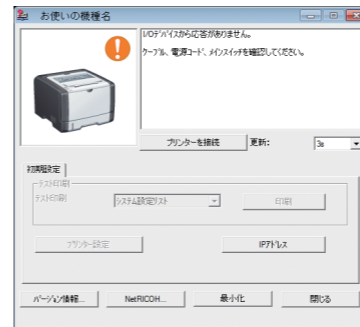 お使いの機種名
I/Oデバイスから応答がありません。
ケーブル、電源コード、メインスイッチを確認してください。
プリンターを接続 更新: 3s
初期設定
テスト印刷
テスト印刷 システム設定リスト 印刷
プリンター設定 IPアドレス
バージョン情報... NetRICOH... 最小化 閉じる